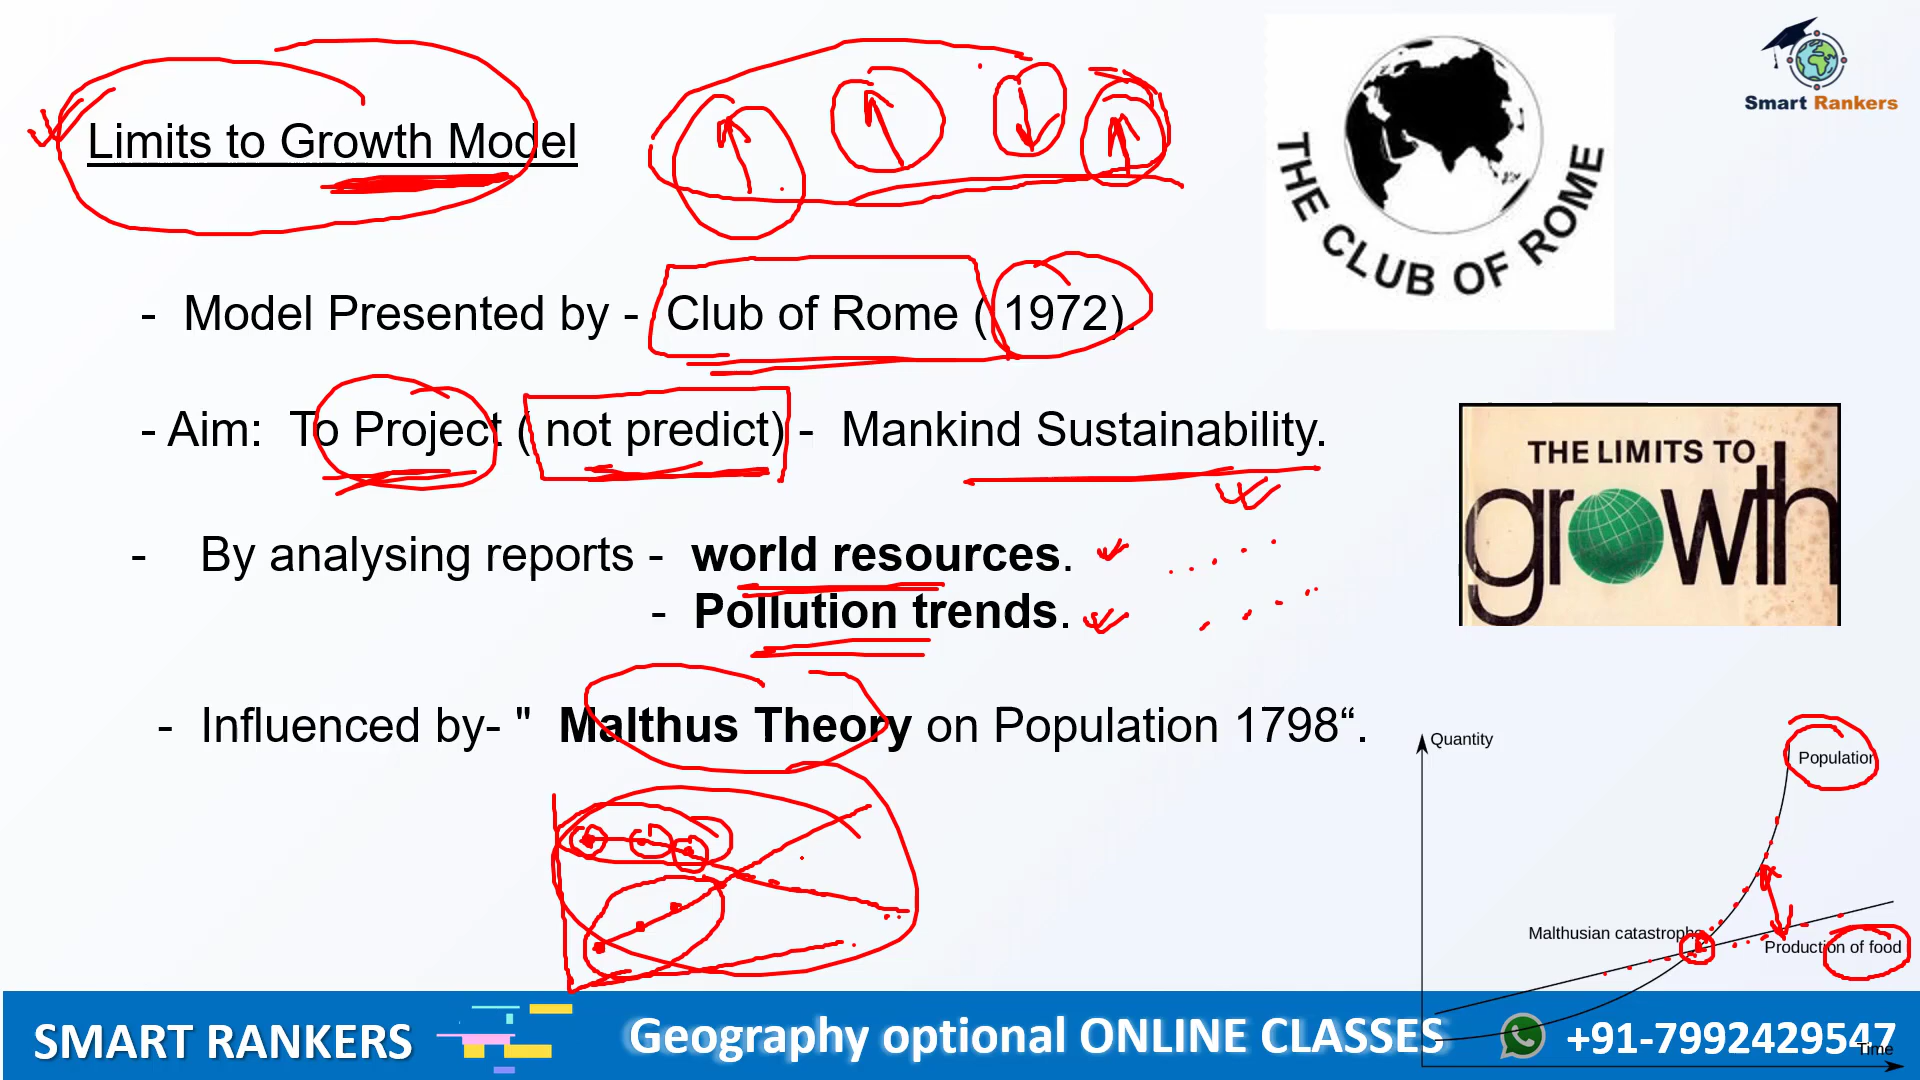 Limits to Growth Model
THE CLUB OF ROME
Smart Rankers
- Model Presented by - Club of Rome ( 1972).
- Aim: To Project ( not predict) - Mankind Sustainability.
THE LIMITS TO
growth
- By analysing reports - world resources.
- Pollution trends.
- Influenced by- " Malthus Theory on Population 1798“.
Quantity
Population
Malthusian catastrophe
Production of food
Time
SMART RANKERS
Geography optional ONLINE CLASSES
+91-7992429547